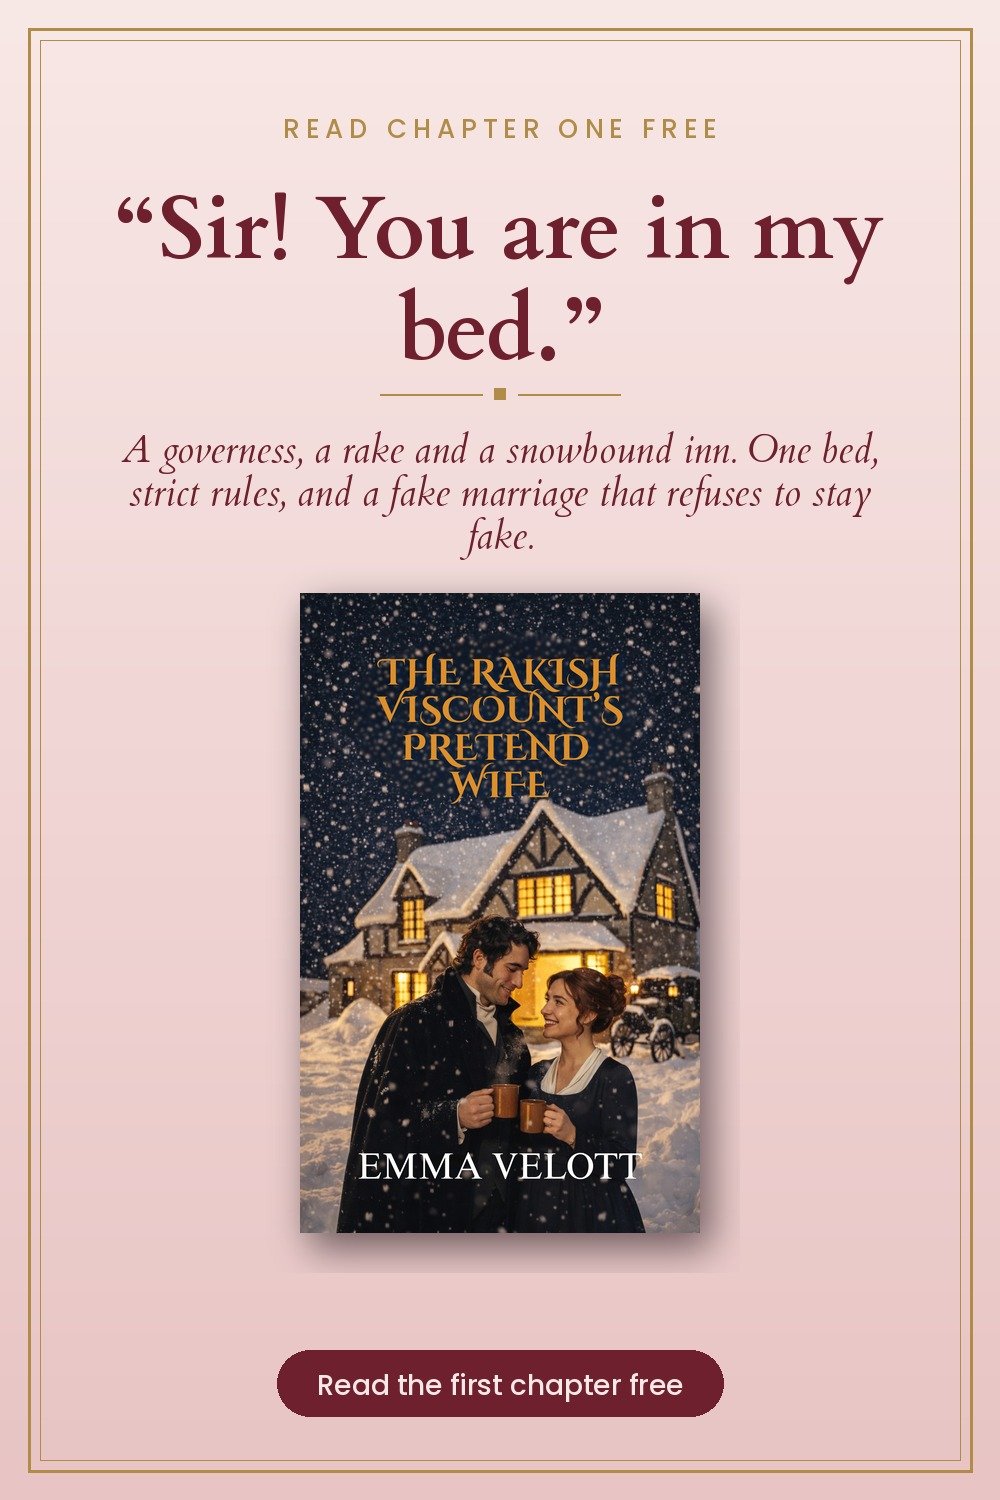 READ CHAPTER ONE FREE
“Sir! You are in my
bed.”
A governess, a rake and a snowbound inn. One bed,
strict rules, and a fake marriage that refuses to stay
fake.
THE RAKISH
VISCOUNT’S
PRETEND
WIFE
EMMA VELOTT
Read the first chapter free